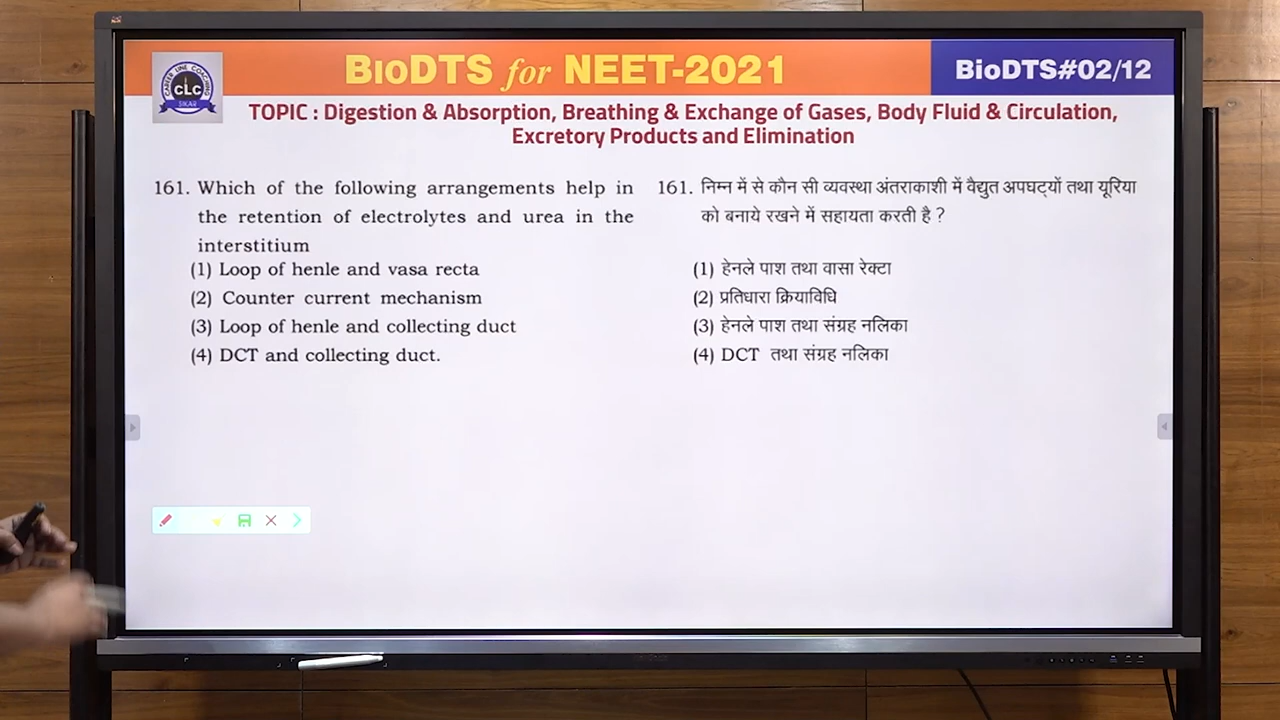 BIODTS for NEET-2021
BioDTS#02/12
CAREER LINE COACHING
CLC
SIKAR
TOPIC : Digestion & Absorption, Breathing & Exchange of Gases, Body Fluid & Circulation,
Excretory Products and Elimination
161. Which of the following arrangements help in
the retention of electrolytes and urea in the
interstitium
(1) Loop of henle and vasa recta
(2) Counter current mechanism
(3) Loop of henle and collecting duct
(4) DCT and collecting duct.
161. निम्न में से कौन सी व्यवस्था अंतराकाशी में वैद्युत अपघट्यों तथा यूरिया
को बनाये रखने में सहायता करती है ?
(1) हेनले पाश तथा वासा रेक्टा
(2) प्रतिधारा क्रियाविधि
(3) हेनले पाश तथा संग्रह नलिका
(4) DCT तथा संग्रह नलिका